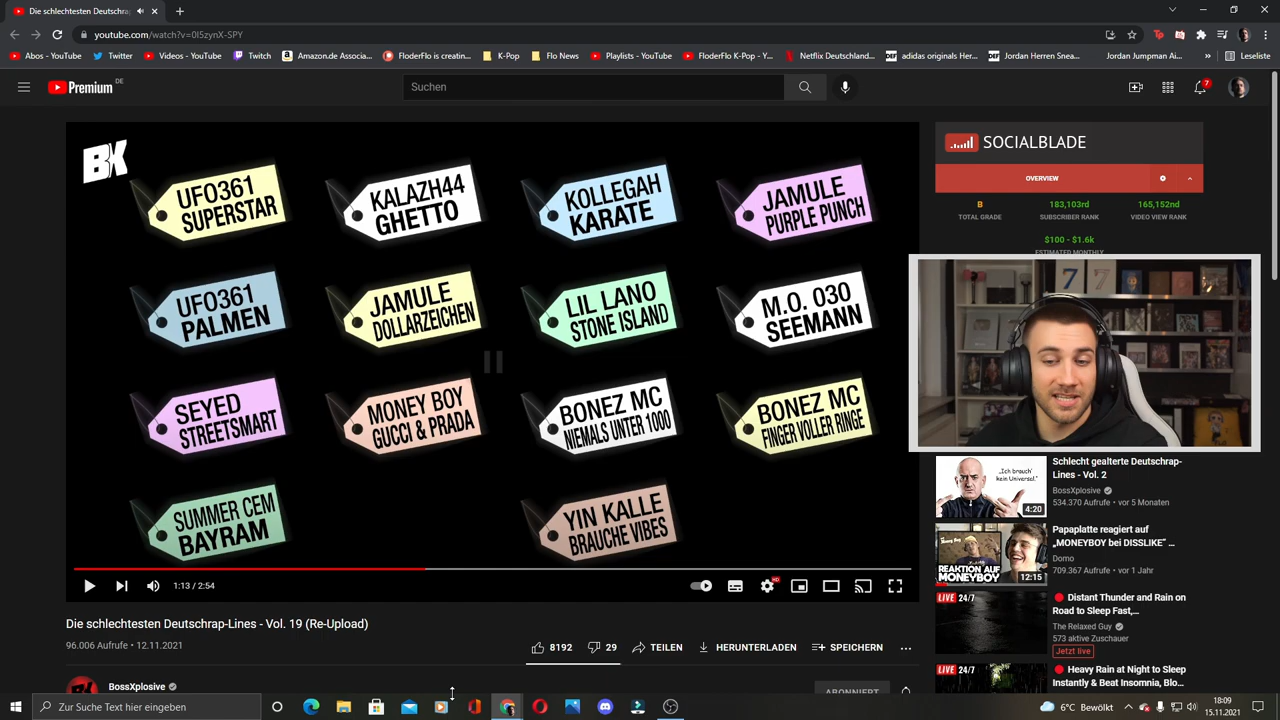 Die schlechtesten Deutschrap
youtube.com/watch?v=0I5zynX-SPY
Abos - YouTube
Twitter
Videos - YouTube
Twitch
Amazon.de Associa...
FloderFlo is creatin...
K-Pop
Flo News
Playlists - YouTube
FloderFlo K-Pop - Y...
Netflix Deutschland...
adidas originals Her...
Jordan Herren Snea...
Jordan Jumpman Ai...
»
Leseliste
Premium DE
Suchen
7
BK
UFO361
SUPERSTAR
KALAZH44
GHETTO
KOLLEGAH
KARATE
JAMULE
PURPLE PUNCH
UFO361
PALMEN
JAMULE
DOLLARZEICHEN
LIL LANO
STONE ISLAND
M.O. 030
SEEMANN
SEYED
STREETSMART
MONEY BOY
GUCCI & PRADA
BONEZ MC
NIEMALS UNTER 1000
BONEZ MC
FINGER VOLLER RINGE
SUMMER CEM
BAYRAM
YIN KALLE
BRAUCHE VIBES
1:13 / 2:54
HD
Die schlechtesten Deutschrap-Lines - Vol. 19 (Re-Upload)
96.006 Aufrufe • 12.11.2021
8192
29
TEILEN
HERUNTERLADEN
SPEICHERN
BossXplosive
ABONNIERT
SOCIALBLADE
OVERVIEW
B
TOTAL GRADE
183,103rd
SUBSCRIBER RANK
165,152nd
VIDEO VIEW RANK
$100 - $1.6k
ESTIMATED MONTHLY
7 7
„Ich brauch'
kein Universal."
4:20
Schlecht gealterte Deutschrap-
Lines - Vol. 2
BossXplosive
534.370 Aufrufe • vor 5 Monaten
REAKTION AUF
MONEYBOY
12:15
Papaplatte reagiert auf
„MONEYBOY bei DISSLIKE" ...
Domo
709.367 Aufrufe • vor 1 Jahr
LIVE 24/7
Distant Thunder and Rain on
Road to Sleep Fast,...
The Relaxed Guy
573 aktive Zuschauer
Jetzt live
LIVE 24/7
Heavy Rain at Night to Sleep
Instantly & Beat Insomnia, Blo...
Zur Suche Text hier eingeben
6°C Bewölkt
18:09
15.11.2021